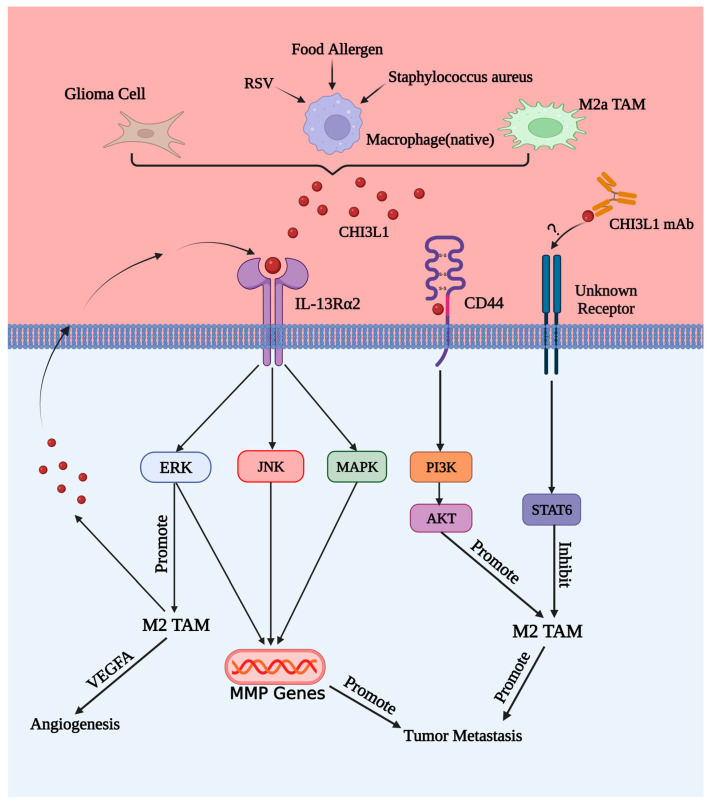 Food Allergen
RSV
Staphylococcus aureus
Glioma Cell
M2a TAM
Macrophage(native)
CHI3L1
?
CHI3L1 mAb
IL-13Rα2
S-S
S-S
S-S
CD44
Unknown
Receptor
ERK
JNK
MAPK
PI3K
AKT
STAT6
Promote
Promote
Inhibit
M2 TAM
M2 TAM
VEGFA
MMP Genes
Promote
Promote
Angiogenesis
Tumor Metastasis